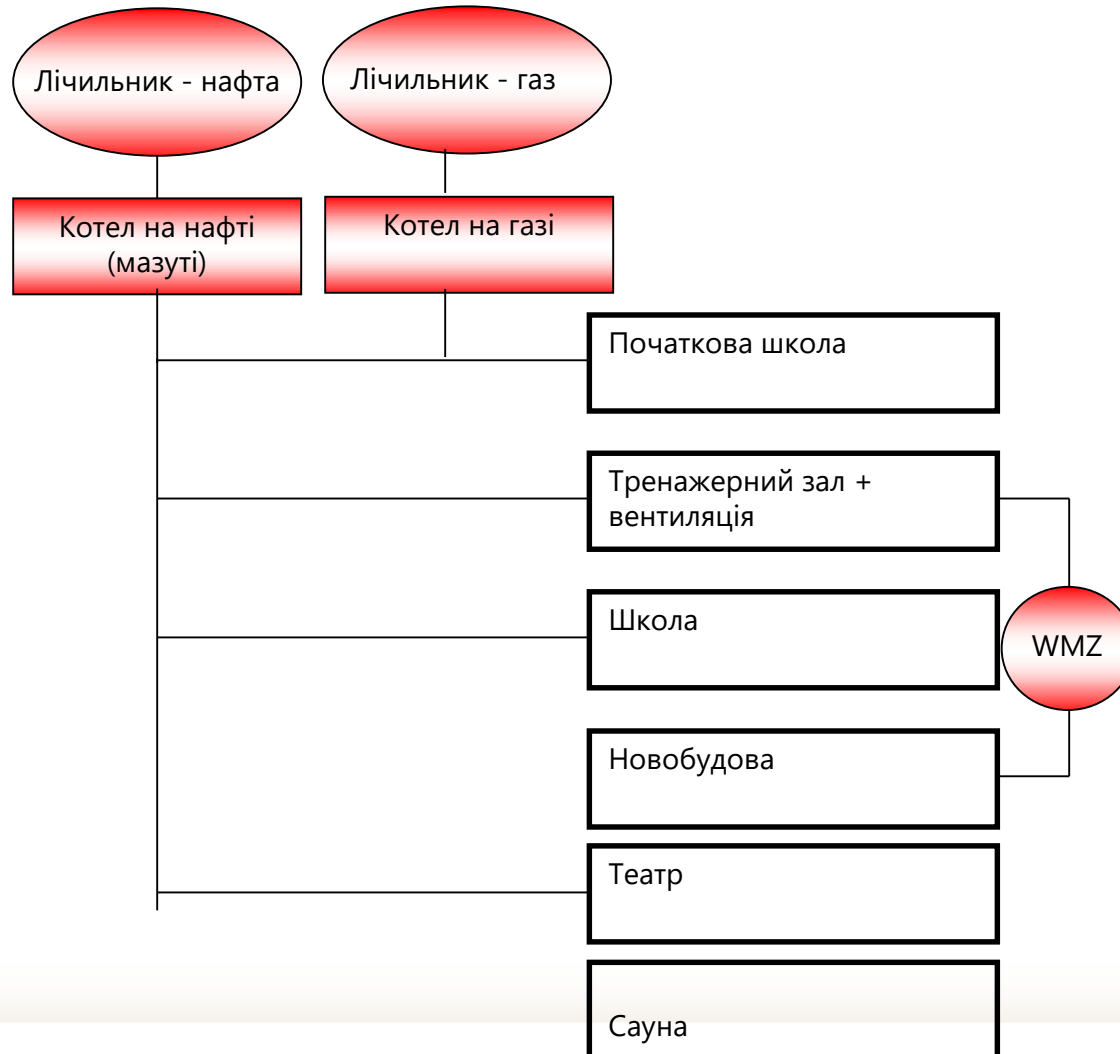 Лічильник - нафта
Лічильник - газ
Котел на нафті
(мазуті)
Котел на газі
Початкова школа
Тренажерний зал +
вентиляція
Школа
WMZ
Новобудова
Театр
Сауна